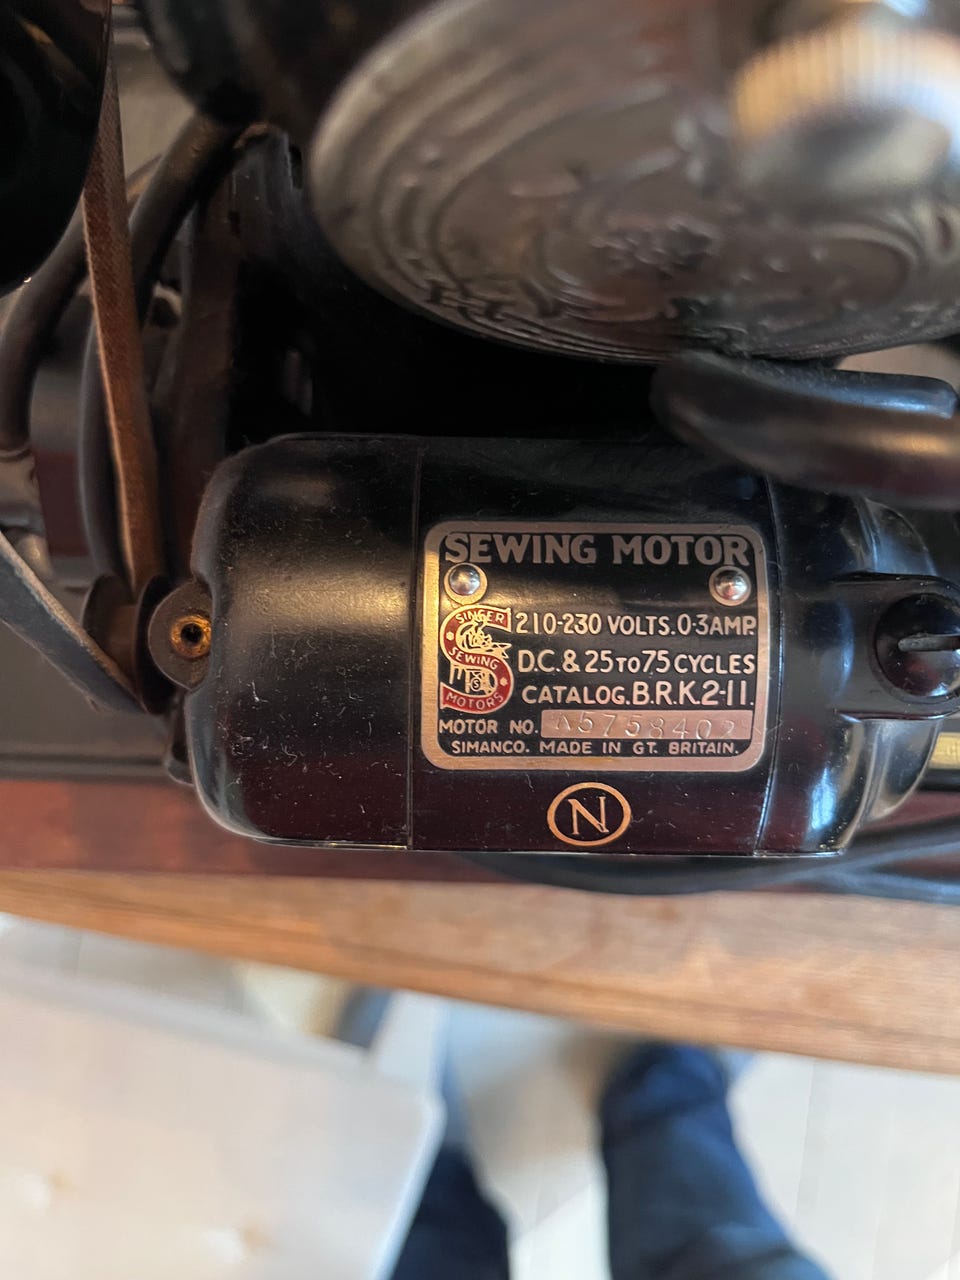 SEWING MOTOR
SINGER
SEWING
S
MOTORS
210-230 VOLTS. 0·3 AMP.
D.C. & 25 TO 75 CYCLES
CATALOG. B.R.K. 2-11.
MOTOR NO. A5758402
SIMANCO. MADE IN GT. BRITAIN.
N